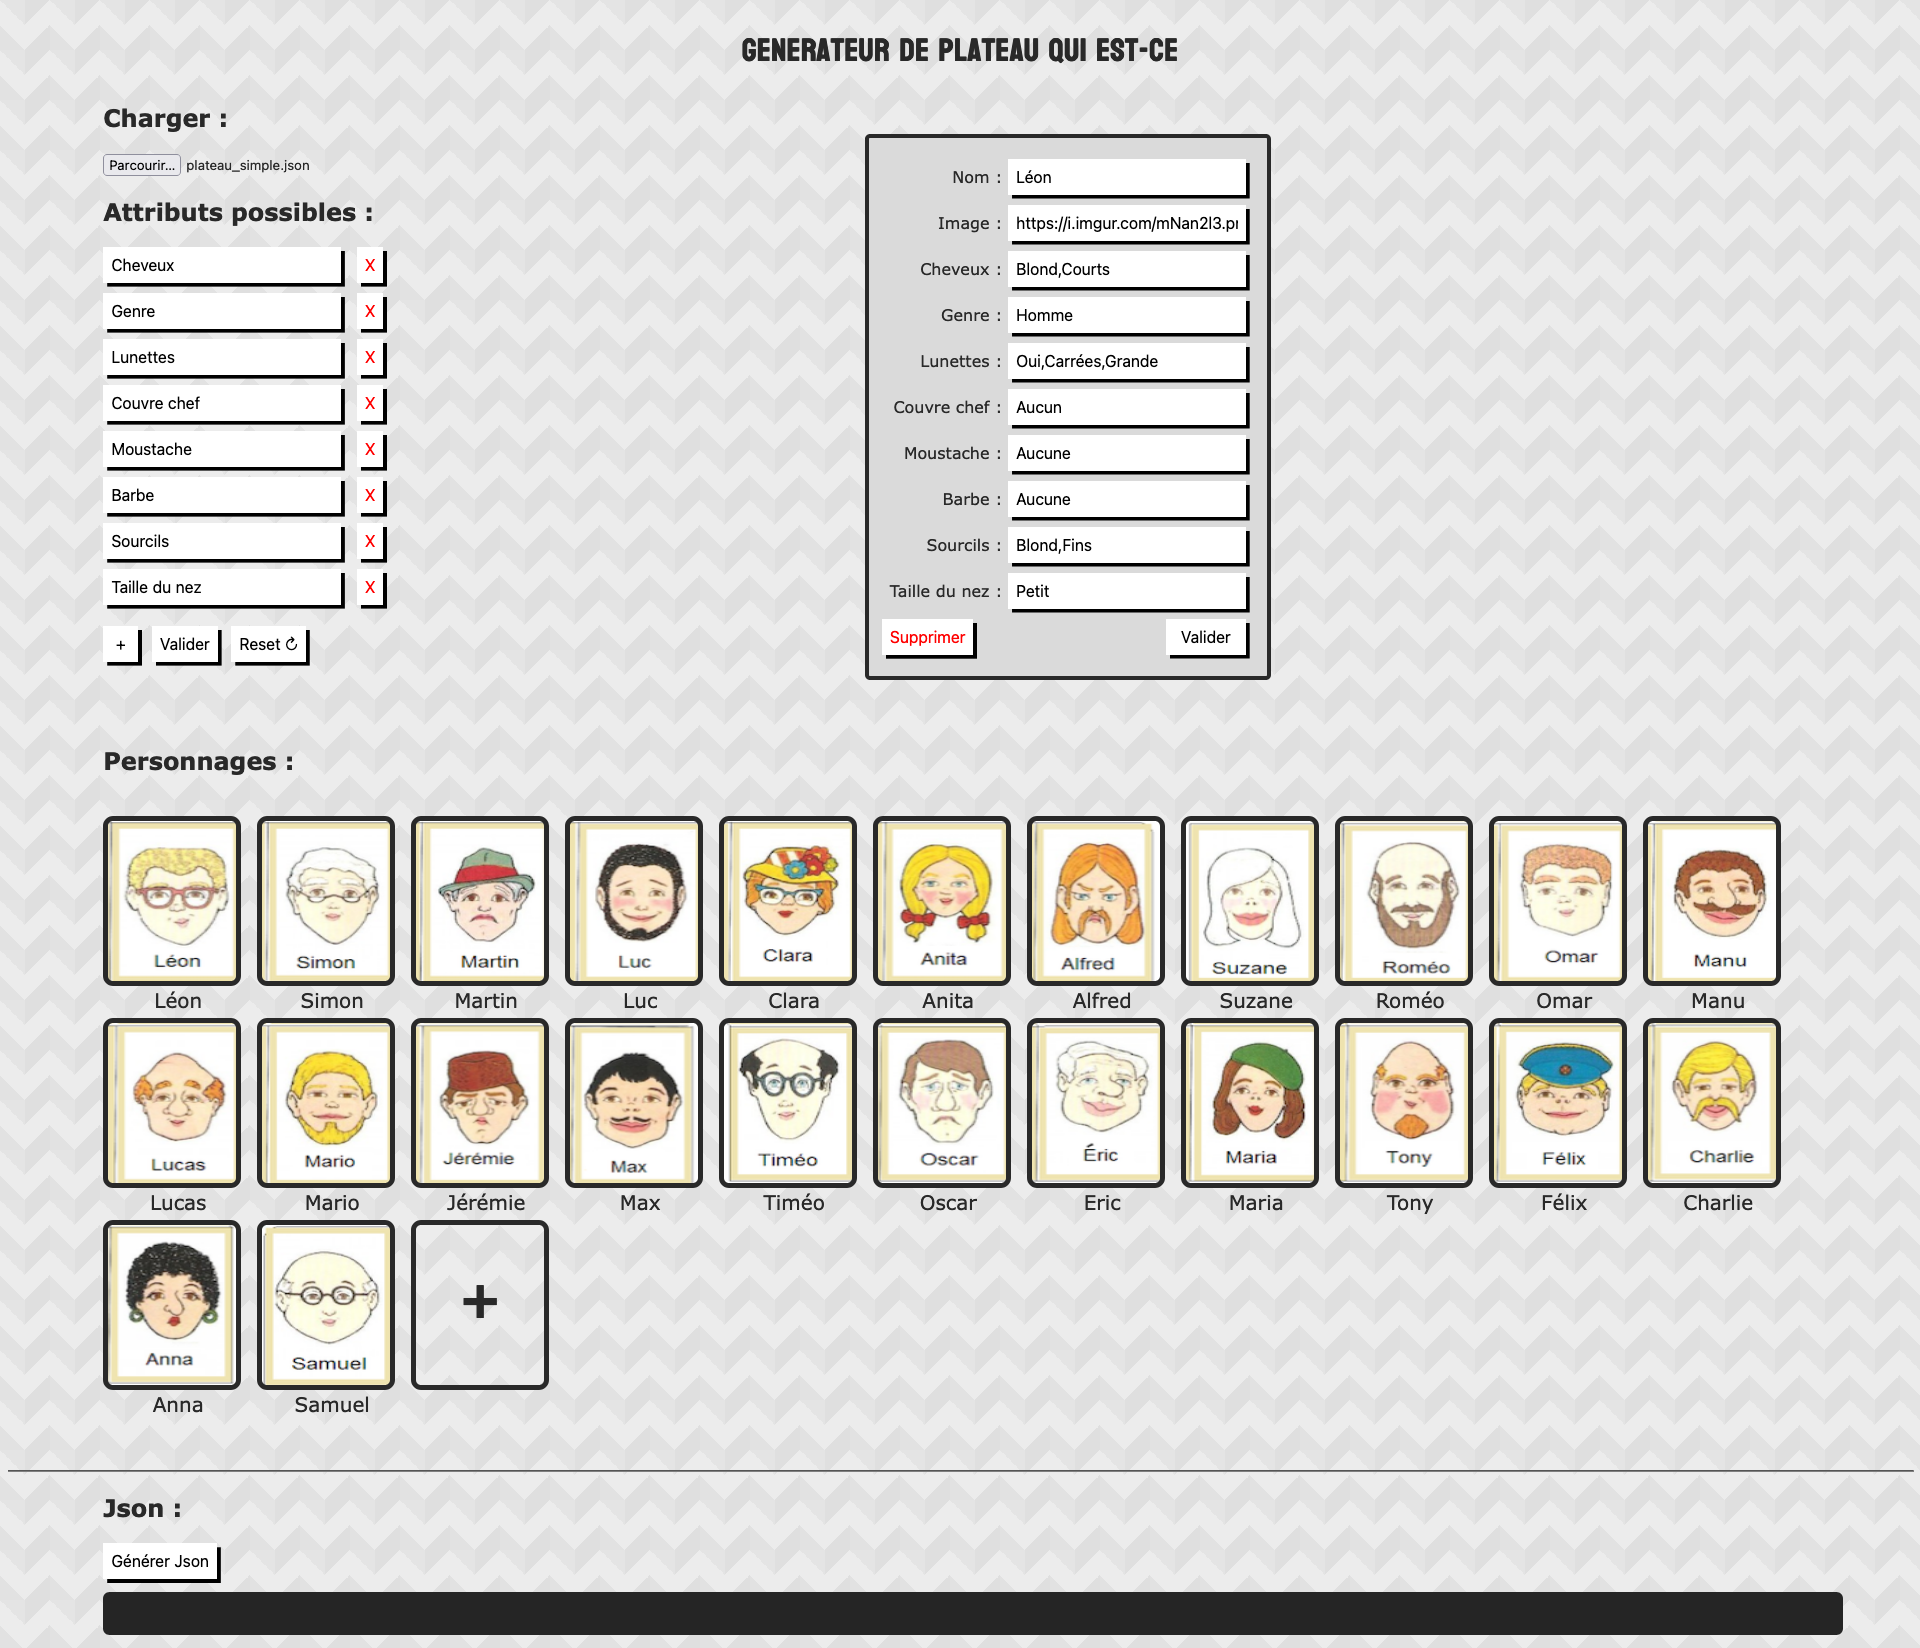 GENERATEUR DE PLATEAU QUI EST-CE
Charger :
Parcourir... plateau_simple.json
Attributs possibles :
Cheveux X
Genre X
Lunettes X
Couvre chef X
Moustache X
Barbe X
Sourcils X
Taille du nez X
+ Valider Reset ↻
Nom : Léon
Image : https://i.imgur.com/mNan2I3.pr
Cheveux : Blond,Courts
Genre : Homme
Lunettes : Oui,Carrées,Grande
Couvre chef : Aucun
Moustache : Aucune
Barbe : Aucune
Sourcils : Blond,Fins
Taille du nez : Petit
Supprimer Valider
Personnages :
Léon Simon Martin Luc Clara Anita Alfred Suzane Roméo Omar Manu
Léon Simon Martin Luc Clara Anita Alfred Suzane Roméo Omar Manu
Lucas Mario Jérémie Max Timéo Oscar Éric Maria Tony Félix Charlie
Lucas Mario Jérémie Max Timéo Oscar Eric Maria Tony Félix Charlie
Anna Samuel +
Anna Samuel
Json :
Générer Json